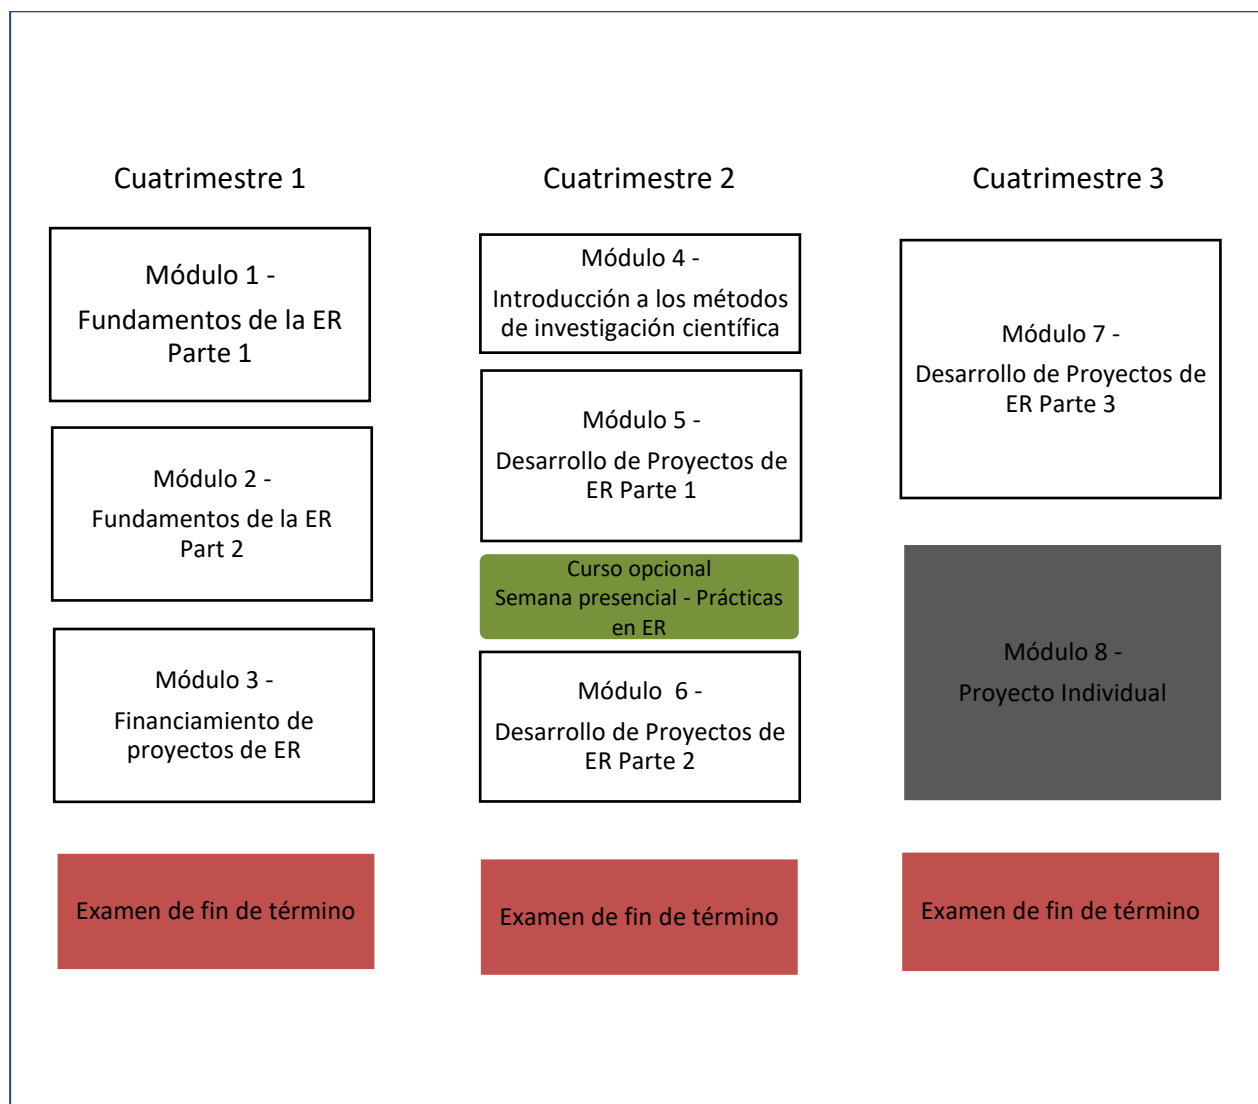 Cuatrimestre 1
Módulo 1 -
Fundamentos de la ER
Parte 1
Módulo 2 -
Fundamentos de la ER
Part 2
Módulo 3 -
Financiamiento de
proyectos de ER
Examen de fin de término
Cuatrimestre 2
Módulo 4 -
Introducción a los métodos
de investigación científica
Módulo 5 -
Desarrollo de Proyectos de
ER Parte 1
Curso opcional
Semana presencial - Prácticas
en ER
Módulo  6 -
Desarrollo de Proyectos de
ER Parte 2
Examen de fin de término
Cuatrimestre 3
Módulo 7 -
Desarrollo de Proyectos de
ER Parte 3
Módulo 8 -
Proyecto Individual
Examen de fin de término